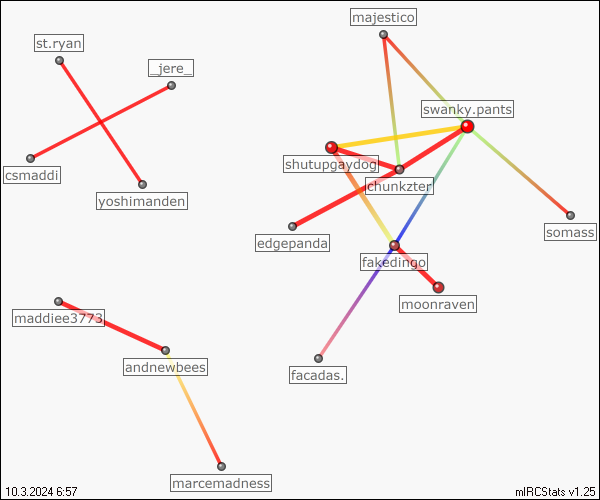 majestico
st.ryan
_jere_
swanky.pants
shutupgaydog
csmaddi
chunkzter
yoshimanden
somass
edgepanda
fakedingo
moonraven
maddiee3773
andnewbees
facadas.
marcemadness
10.3.2024 6:57
mIRCStats v1.25